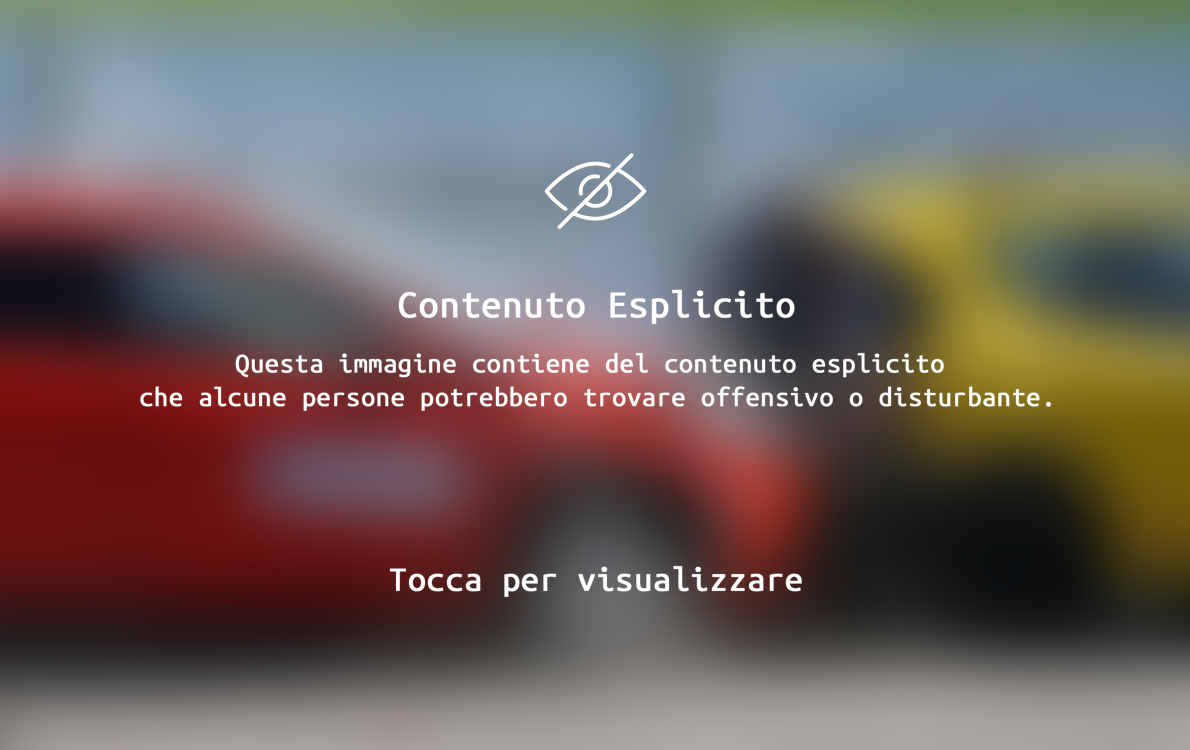 Contenuto Esplicito
Questa immagine contiene del contenuto esplicito
che alcune persone potrebbero trovare offensivo o disturbante.
Tocca per visualizzare